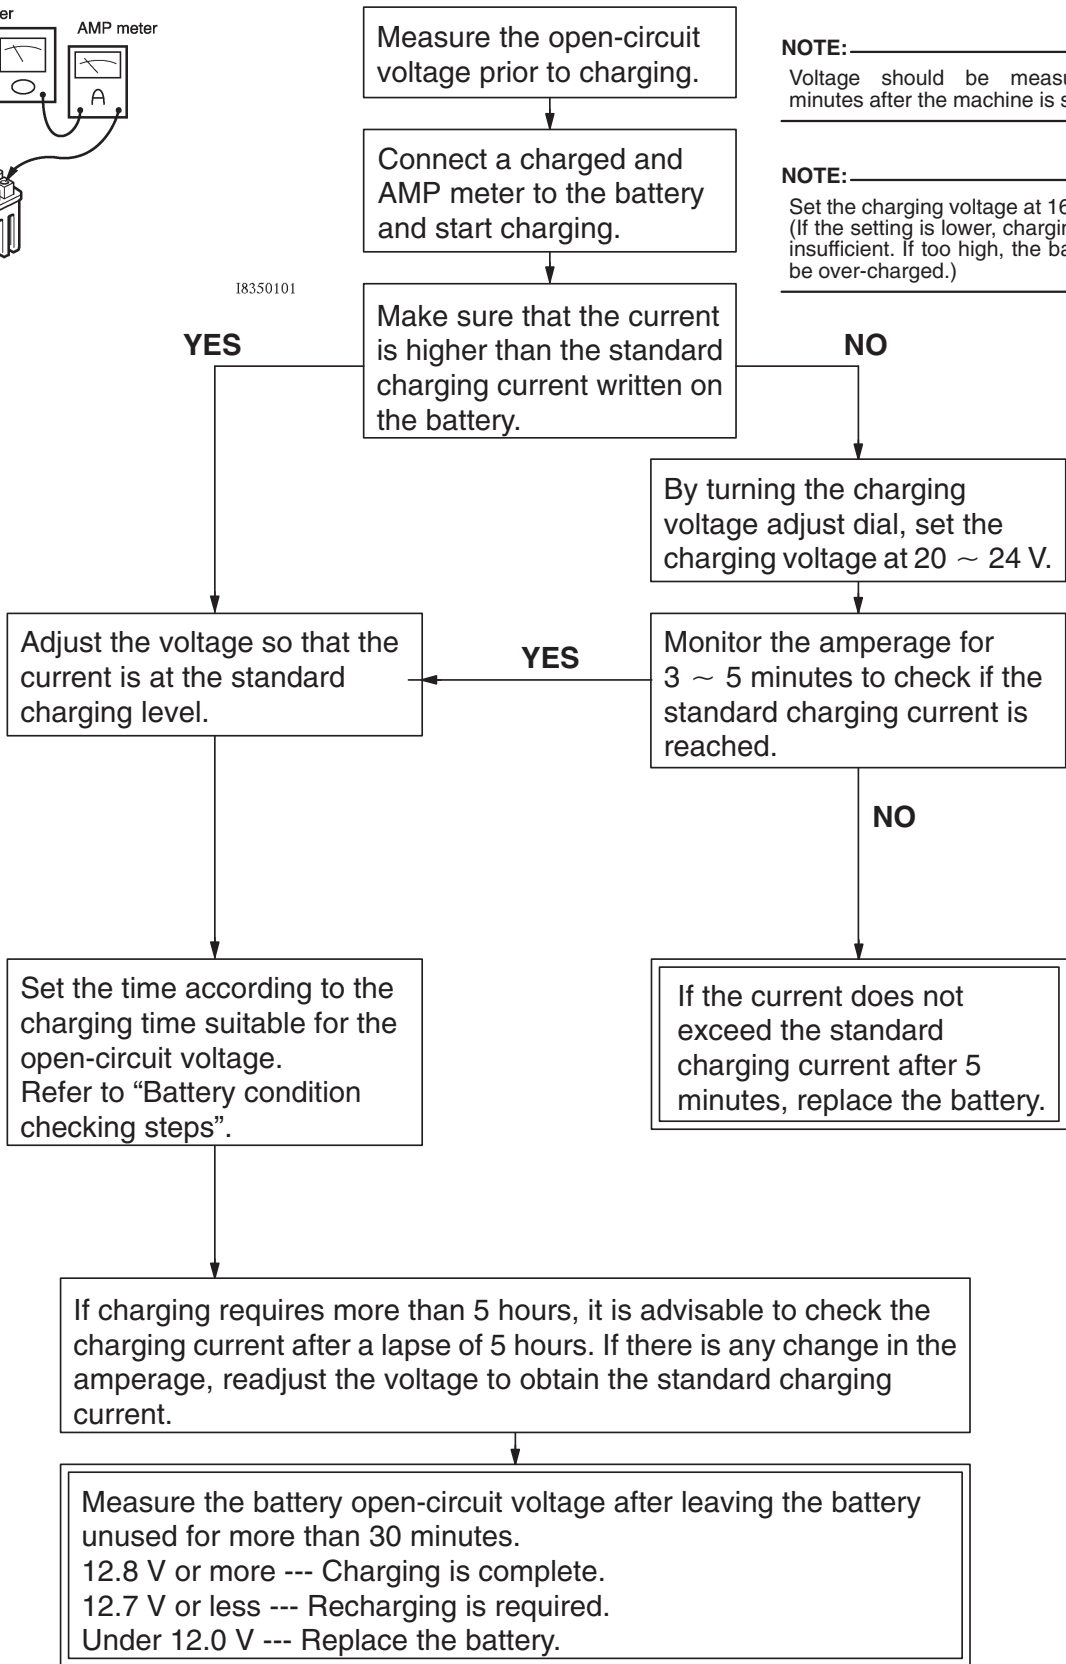 AMP meter
Measure the open-circuit
voltage prior to charging.
NOTE:
Voltage should be
minutes after the machine is
Connect a charged and
AMP meter to the battery
and start charging.
NOTE:
Set the charging voltage at 16
(If the setting is lower,
insufficient. If too high, the
be over-charged.)
A
I8350101
Make sure that the current
is higher than the standard
charging current written on
the battery.
YES
NO
By turning the charging
voltage adjust dial, set the
charging voltage at 20 ~ 24 V.
Adjust the voltage so that the
current is at the standard
charging level.
YES
Monitor the amperage for
3 ~ 5 minutes to check if the
standard charging current is
reached.
NO
Set the time according to the
charging time suitable for the
open-circuit voltage.
Refer to “Battery condition
checking steps”.
If the current does not
exceed the standard
charging current after 5
minutes, replace the battery.
If charging requires more than 5 hours, it is advisable to check the
charging current after a lapse of 5 hours. If there is any change in the
amperage, readjust the voltage to obtain the standard charging
current.
Measure the battery open-circuit voltage after leaving the battery
unused for more than 30 minutes.
12.8 V or more --- Charging is complete.
12.7 V or less --- Recharging is required.
Under 12.0 V --- Replace the battery.